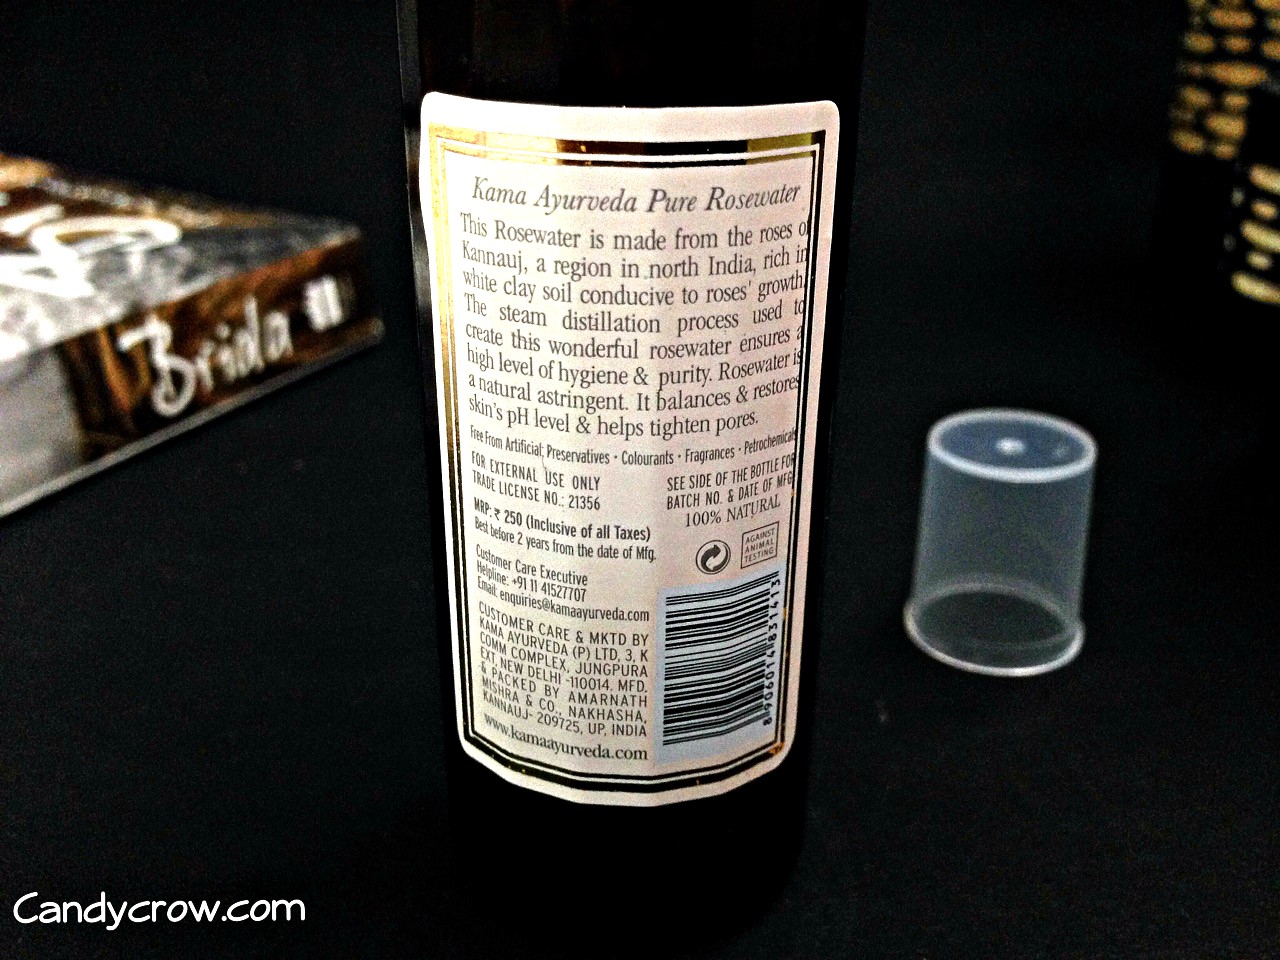 Kama Ayurveda Pure Rosewater
This Rosewater is made from the roses of
Kannauj, a region in north India, rich in
white clay soil conducive to roses' growth.
The steam distillation process used to
create this wonderful rosewater ensures a
high level of hygiene & purity. Rosewater is
a natural astringent. It balances & restores
skin's pH level & helps tighten pores.
Free From Artificial: Preservatives • Colourants • Fragrances • Petrochemicals
FOR EXTERNAL USE ONLY
TRADE LICENSE NO.: 21356
MRP: ₹ 250 (Inclusive of all Taxes)
Best before 2 years from the date of Mfg.
SEE SIDE OF THE BOTTLE FOR
BATCH NO. & DATE OF MFG
100% NATURAL
AGAINST
ANIMAL
TESTING
Customer Care Executive
Helpline: +91 11 41527707
Email: enquiries@kamaayurveda.com
CUSTOMER CARE & MKTD BY
KAMA AYURVEDA (P) LTD, 3, K
COMM COMPLEX, JUNGPURA
EXT, NEW DELHI -110014. MFD.
& PACKED BY AMARNATH
MISHRA & CO., NAKHASHA,
KANNAUJ- 209725, UP, INDIA
www.kamaayurveda.com
8 906014 831413
Brida
Candycrow.com